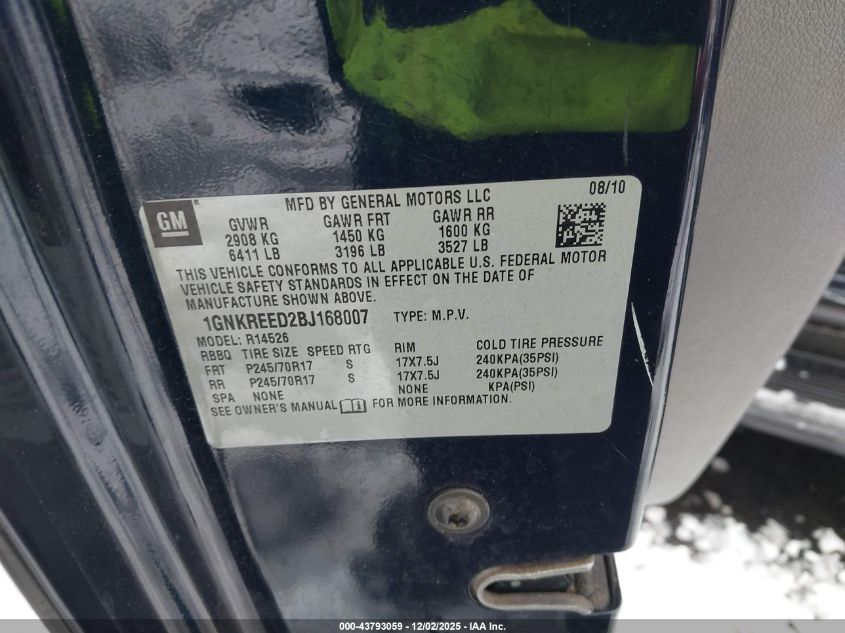 08/10
MFD BY GENERAL MOTORS LLC
GM ®
GVWR GAWR FRT GAWR RR
2908 KG 1450 KG 1600 KG
6411 LB 3196 LB 3527 LB
THIS VEHICLE CONFORMS TO ALL APPLICABLE U.S. FEDERAL MOTOR
VEHICLE SAFETY STANDARDS IN EFFECT ON THE DATE OF
MANUFACTURE SHOWN ABOVE.
1GNKREED2BJ168007 TYPE: M.P.V.
MODEL: R14526
RBBQ TIRE SIZE SPEED RTG RIM COLD TIRE PRESSURE
FRT P245/70R17 S 17X7.5J 240KPA(35PSI)
RR P245/70R17 S 17X7.5J 240KPA(35PSI)
SPA NONE NONE KPA(PSI)
SEE OWNER'S MANUAL FOR MORE INFORMATION.
000-43793059 - 12/02/2025 - IAA Inc.